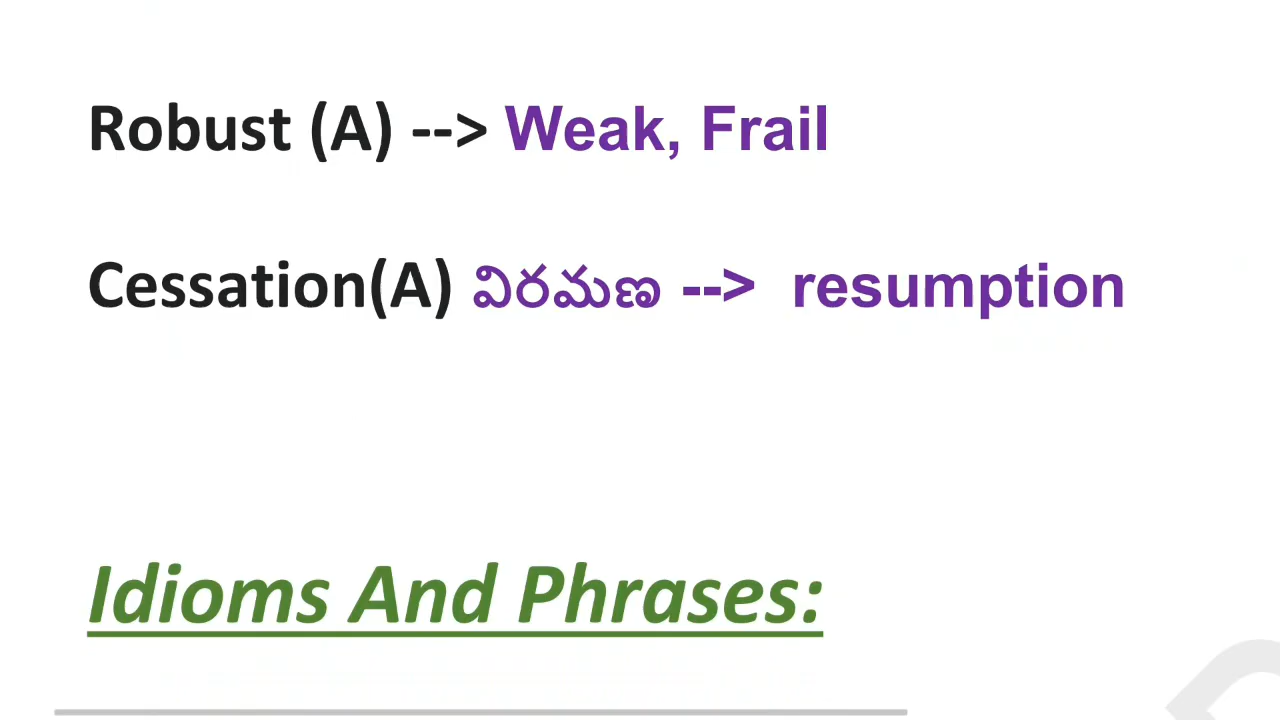 Robust (A) --> Weak, Frail
Cessation(A) విరమణ --> resumption
Idioms And Phrases: